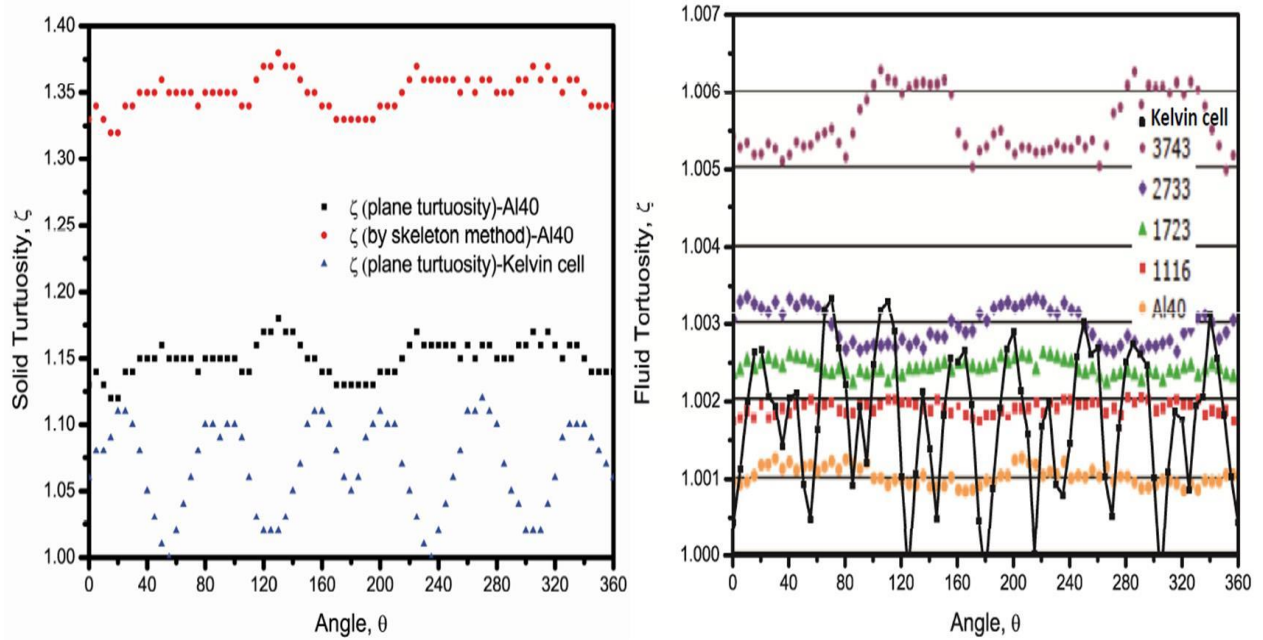 1.40
1.35
1.30
1.25
1.20
1.15
1.10
1.05
1.00
Solid Turtuosity, ζ
ζ (plane turtuosity)-Al40
ζ (by skeleton method)-Al40
ζ (plane turtuosity)-Kelvin cell
0 40 80 120 160 200 240 280 320 360
Angle, θ
1.007
1.006
1.005
1.004
1.003
1.002
1.001
1.000
Fluid Tortuosity, ζ
Kelvin cell
3743
2733
1723
1116
Al40
0 40 80 120 160 200 240 280 320 360
Angle, θ